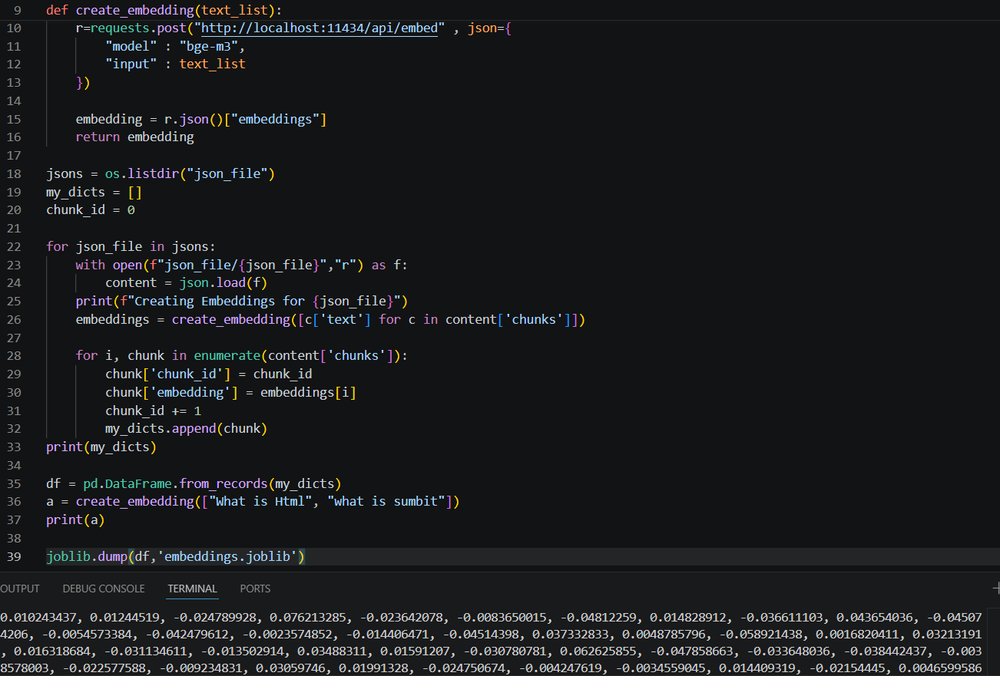 9 def create_embedding(text_list):
10 r=requests.post("http://localhost:11434/api/embed" , json={
11 "model" : "bge-m3",
12 "input" : text_list
13 })
14
15 embedding = r.json()["embeddings"]
16 return embedding
17
18 jsons = os.listdir("json_file")
19 my_dicts = []
20 chunk_id = 0
21
22 for json_file in jsons:
23 with open(f"json_file/{json_file}","r") as f:
24 content = json.load(f)
25 print(f"Creating Embeddings for {json_file}")
26 embeddings = create_embedding([c['text'] for c in content['chunks']])
27
28 for i, chunk in enumerate(content['chunks']):
29 chunk['chunk_id'] = chunk_id
30 chunk['embedding'] = embeddings[i]
31 chunk_id += 1
32 my_dicts.append(chunk)
33 print(my_dicts)
34
35 df = pd.DataFrame.from_records(my_dicts)
36 a = create_embedding(["What is Html", "what is sumbit"])
37 print(a)
38
39 joblib.dump(df,'embeddings.joblib')
OUTPUT DEBUG CONSOLE TERMINAL PORTS
0.010243437, 0.01244519, -0.024789928, 0.076213285, -0.023642078, -0.0083650015, -0.04812259, 0.014828912, -0.036611103, 0.043654036, -0.04507
4206, -0.0054573384, -0.042479612, -0.0023574852, -0.014406471, -0.04514398, 0.037332833, 0.0048785796, -0.058921438, 0.0016820411, 0.03213191
, 0.016318684, -0.031134611, -0.013502914, 0.03488311, 0.01591207, -0.030780781, 0.062625855, -0.047858663, -0.033648036, -0.038442437, -0.003
8578003, -0.022577588, -0.009234831, 0.03059746, 0.01991328, -0.024750674, -0.004247619, -0.0034559045, 0.014409319, -0.02154445, 0.0046599586